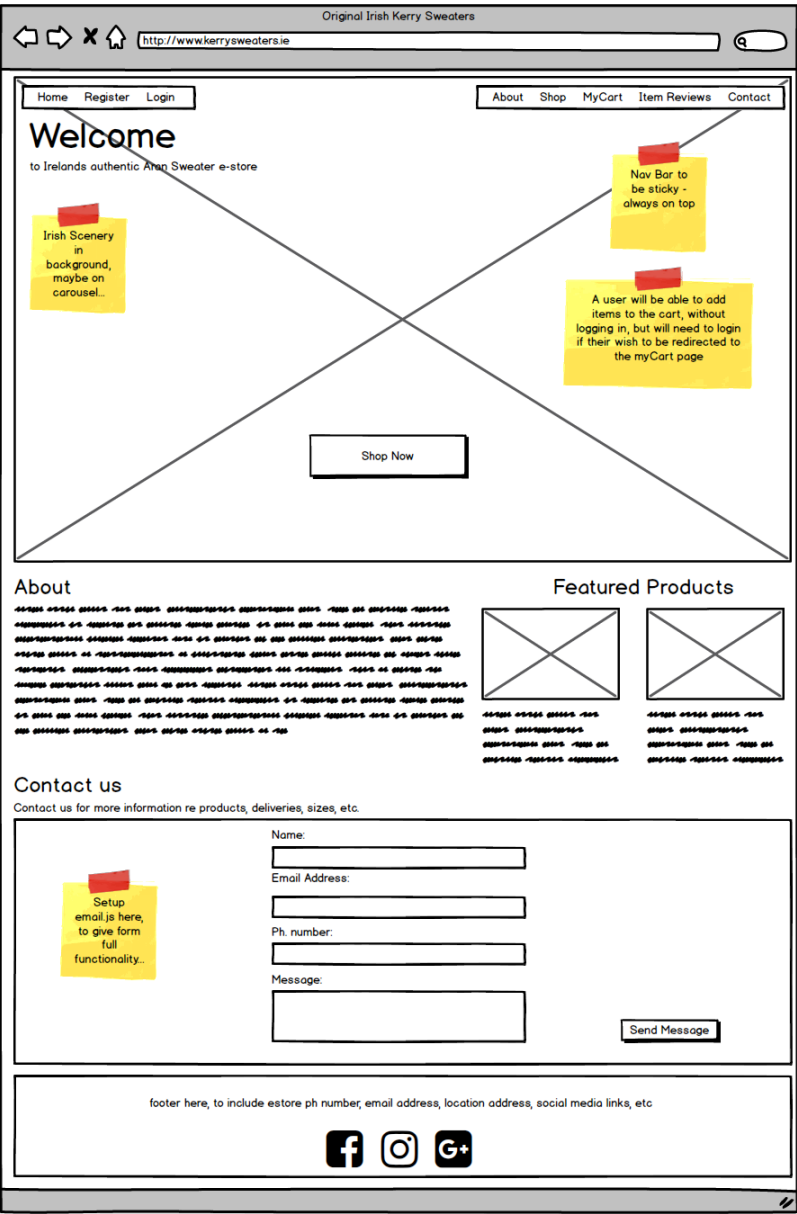 Original Irish Kerry Sweaters
http://www.kerrysweaters.ie
Home Register Login
About Shop MyCart Item Reviews Contact
Welcome
to Irelands authentic Aran Sweater e-store
Nav Bar to
be sticky -
always on top
Irish Scenery
in
background,
maybe on
carousel...
A user will be able to add
items to the cart, without
logging in, but will need to login
if their wish to be redirected to
the myCart page
Shop Now
About
Featured Products
Contact us
Contact us for more information re products, deliveries, sizes, etc.
Name:
Email Address:
Ph. number:
Message:
Setup
email.js here,
to give form
full
functionality...
Send Message
footer here, to include estore ph number, email address, location address, social media links, etc
f
G+